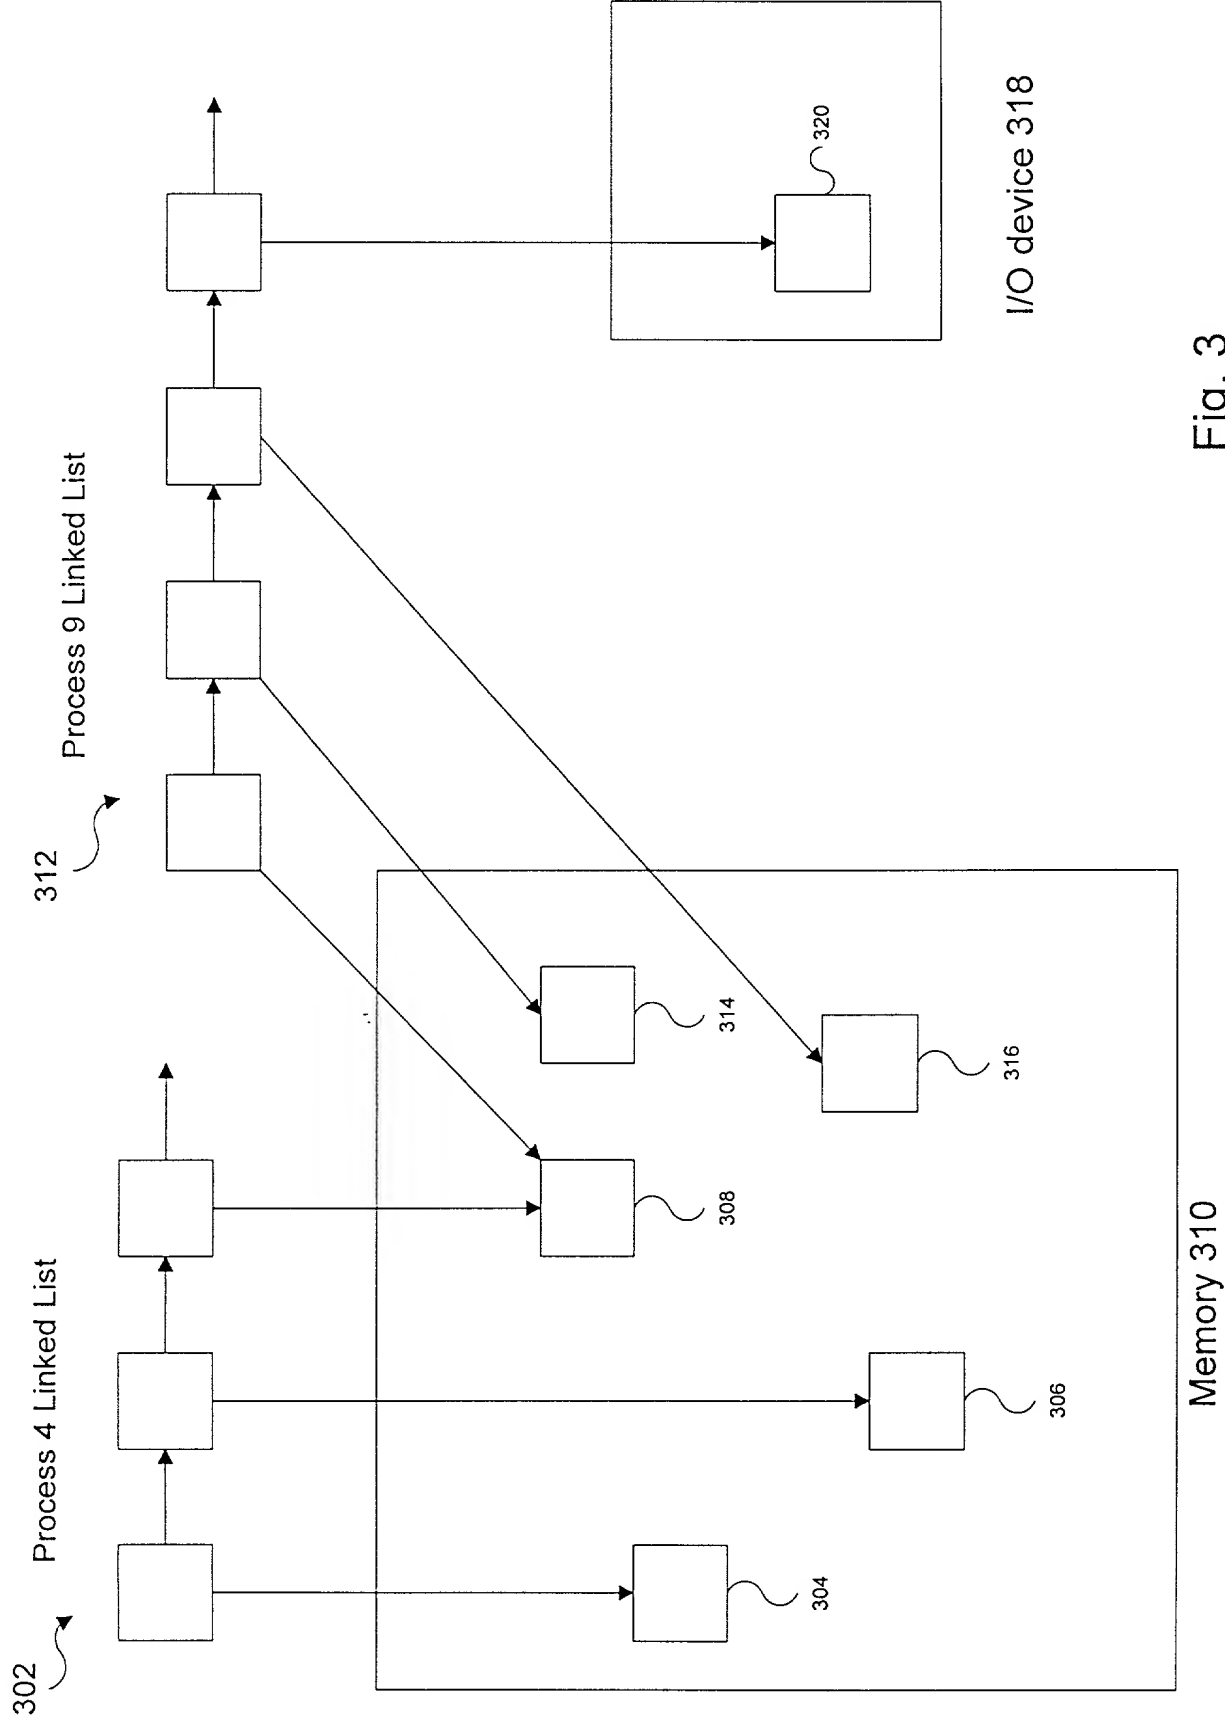 302
Process 4 Linked List
312
Process 9 Linked List
304
306
308
314
316
320
Memory 310
I/O device 318
Fig. 3